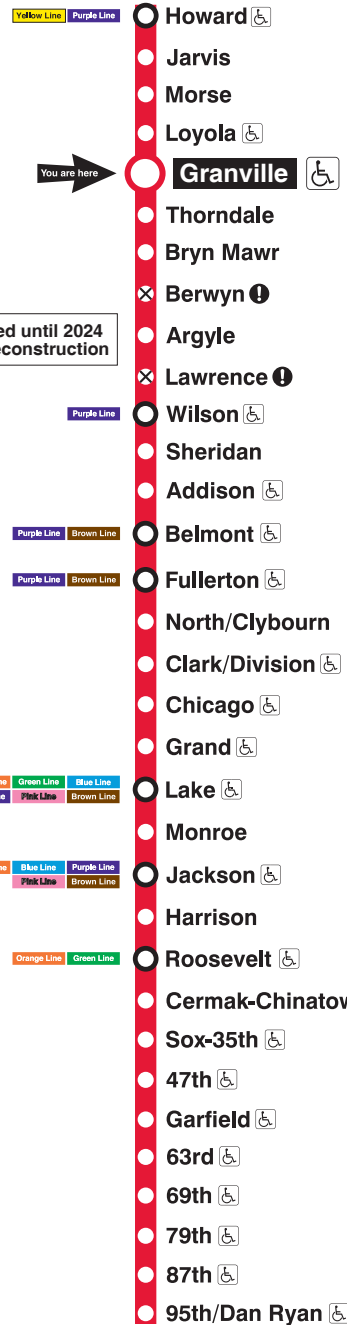 Yellow Line Purple Line Howard
Jarvis
Morse
Loyola
You are here Granville
Thorndale
Bryn Mawr
Berwyn !
ed until 2024
Argyle
econstruction
Lawrence !
Purple Line Wilson
Sheridan
Addison
Purple Line Brown Line Belmont
Purple Line Brown Line Fullerton
North/Clybourn
Clark/Division
Chicago
Grand
ne Green Line Blue Line
e Pink Line Brown Line
Lake
Monroe
ne Blue Line Purple Line
Pink Line Brown Line
Jackson
Harrison
Orange Line Green Line Roosevelt
Cermak-Chinatow
Sox-35th
47th
Garfield
63rd
69th
79th
87th
95th/Dan Ryan